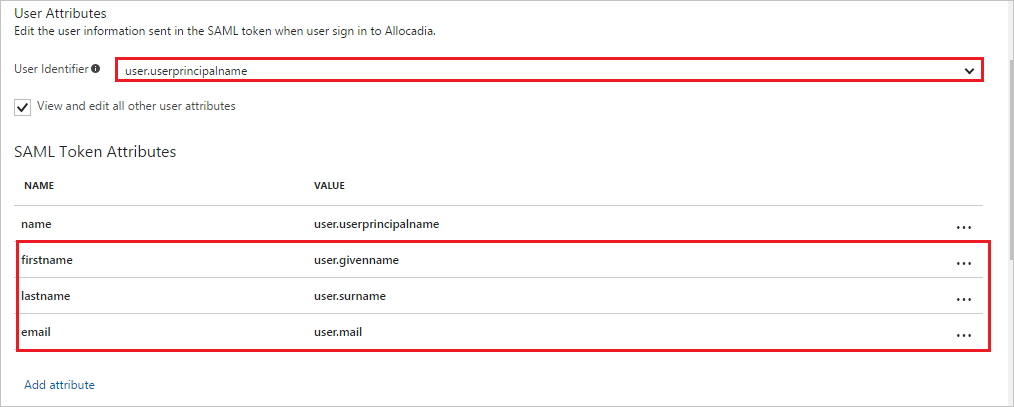 User Attributes
Edit the user information sent in the SAML token when user sign in to Allocadia.
User Identifier
user.userprincipalname
View and edit all other user attributes
SAML Token Attributes
NAME VALUE
name user.userprincipalname ...
firstname user.givenname ...
lastname user.surname ...
email user.mail ...
Add attribute